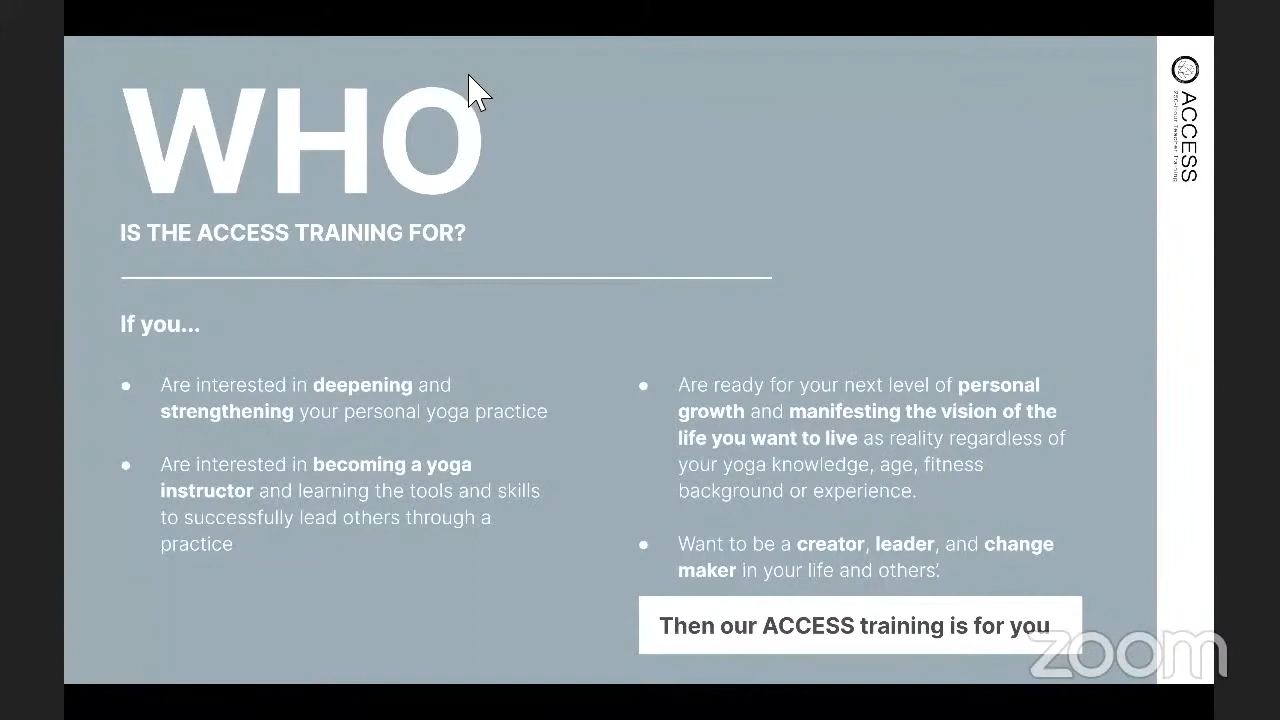 WHO
IS THE ACCESS TRAINING FOR?
If you...
● Are interested in deepening and
strengthening your personal yoga practice
● Are interested in becoming a yoga
instructor and learning the tools and skills
to successfully lead others through a
practice
● Are ready for your next level of personal
growth and manifesting the vision of the
life you want to live as reality regardless of
your yoga knowledge, age, fitness
background or experience.
● Want to be a creator, leader, and change
maker in your life and others'.
Then our ACCESS training is for you
ACCESS
250-Hour Teacher Training
zoom